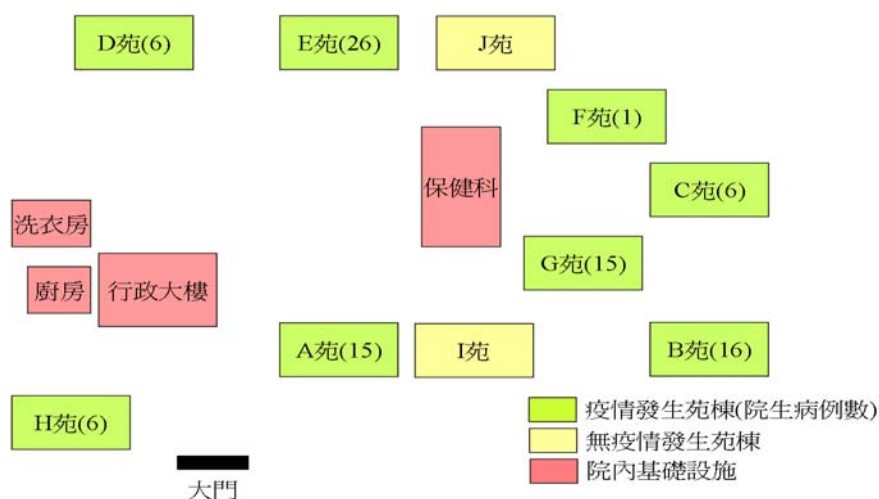 D苑(6)
E苑(26)
J苑
F苑(1)
保健科
C苑(6)
洗衣房
G苑(15)
廚房
行政大樓
A苑(15)
I苑
B苑(16)
H苑(6)
大門
疫情發生苑棟(院生病例數)
無疫情發生苑棟
院內基礎設施